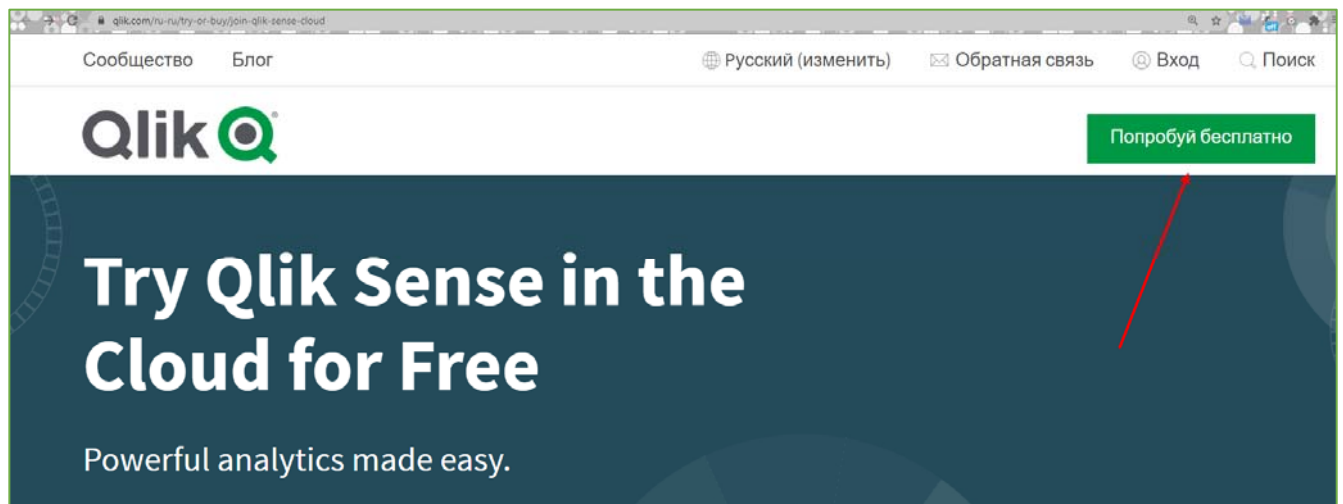 qlik.com/ru-ru/try-or-buy/join-qlik-sense-cloud
Сообщество Блог Русский (изменить) Обратная связь Вход Поиск
Qlik
Попробуй бесплатно
Try Qlik Sense in the
Cloud for Free
Powerful analytics made easy.